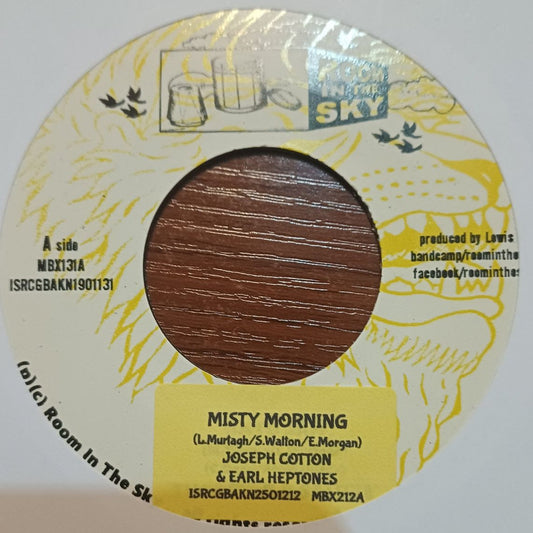 ROOM
IN THE
SKY
A side
MBX131A
ISRCGBAKN1901131
produced by Lewis
bandcamp/roominthe
facebook/roominthes
MISTY MORNING
(L.Murtagh/S.Walton/E.Morgan)
JOSEPH COTTON
& EARL HEPTONES
ISRCGBAKN2501212 MBX212A
(p)(c) Room In The Sk